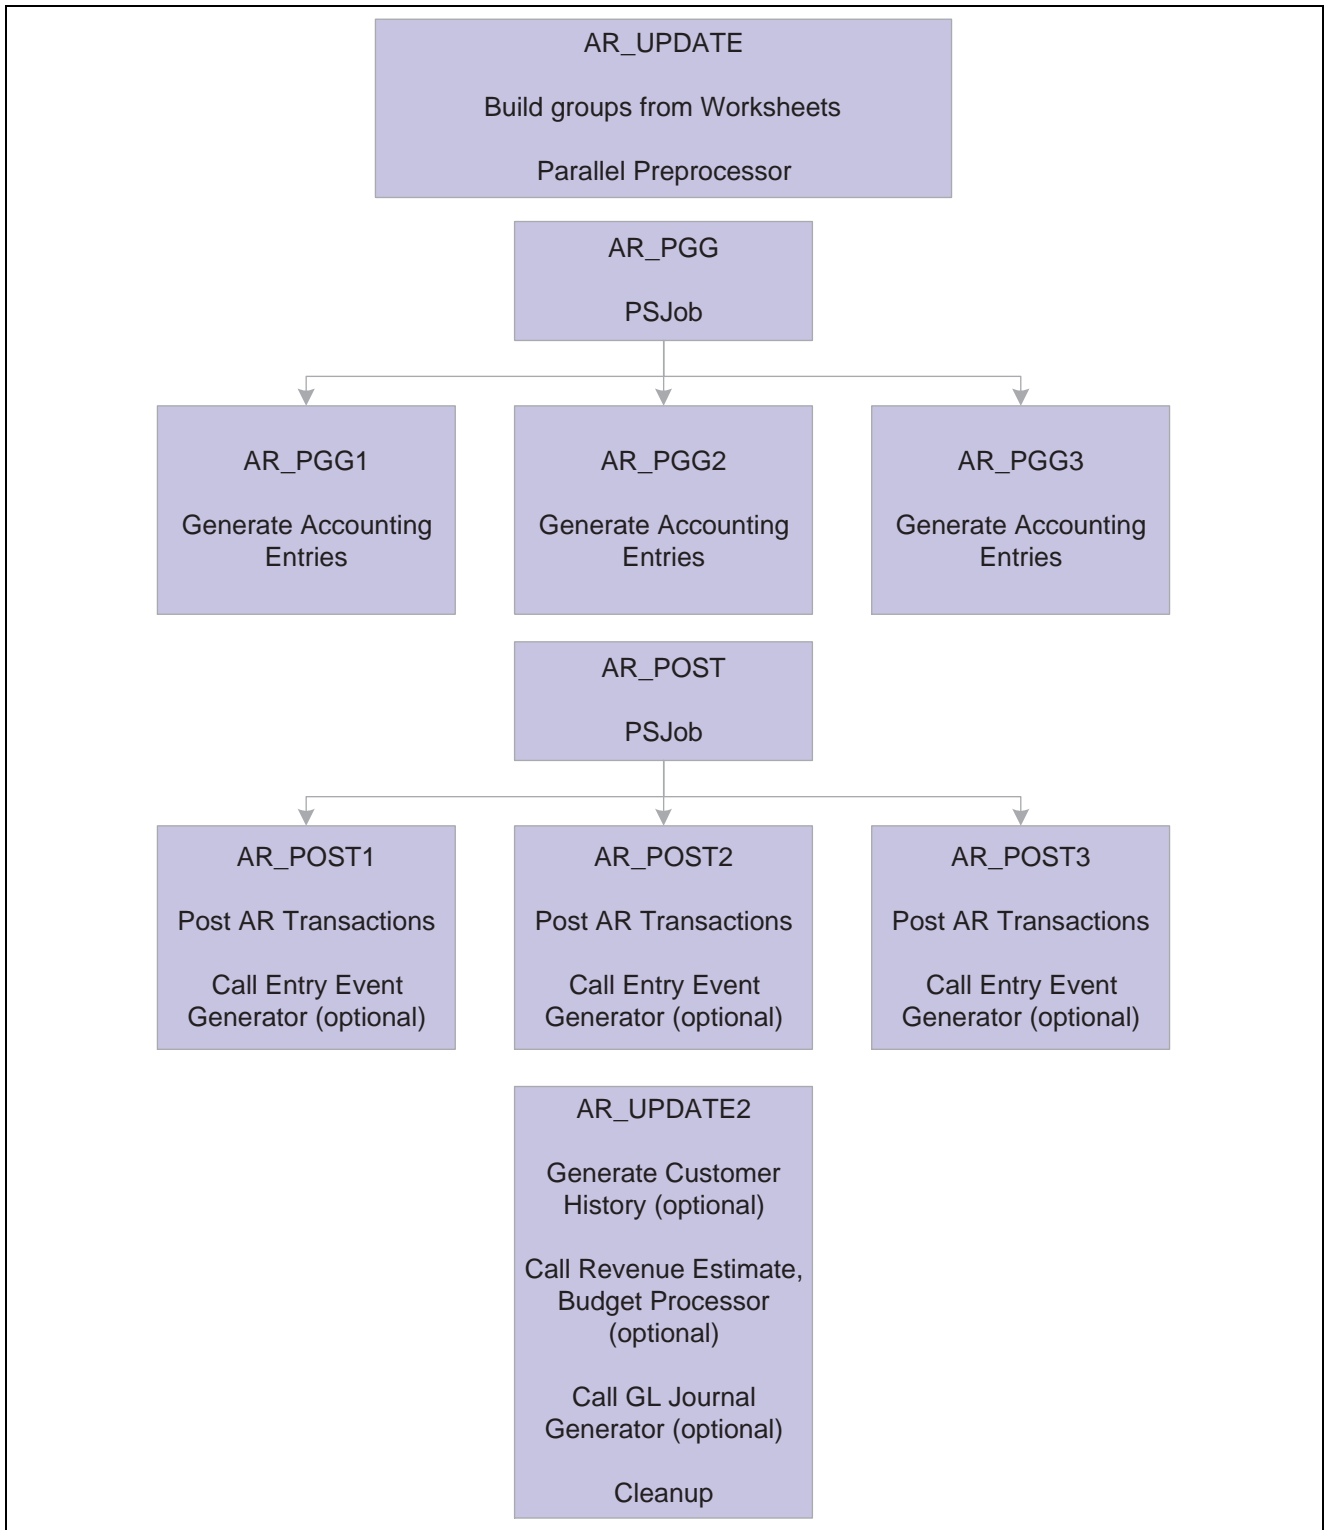 AR_UPDATE
Build groups from Worksheets
Parallel Preprocessor
AR_PGG
PSJob
AR_PGG1
Generate Accounting
Entries
AR_PGG2
Generate Accounting
Entries
AR_PGG3
Generate Accounting
Entries
AR_POST
PSJob
AR_POST1
Post AR Transactions
Call Entry Event
Generator (optional)
AR_POST2
Post AR Transactions
Call Entry Event
Generator (optional)
AR_POST3
Post AR Transactions
Call Entry Event
Generator (optional)
AR_UPDATE2
Generate Customer
History (optional)
Call Revenue Estimate,
Budget Processor
(optional)
Call GL Journal
Generator (optional)
Cleanup